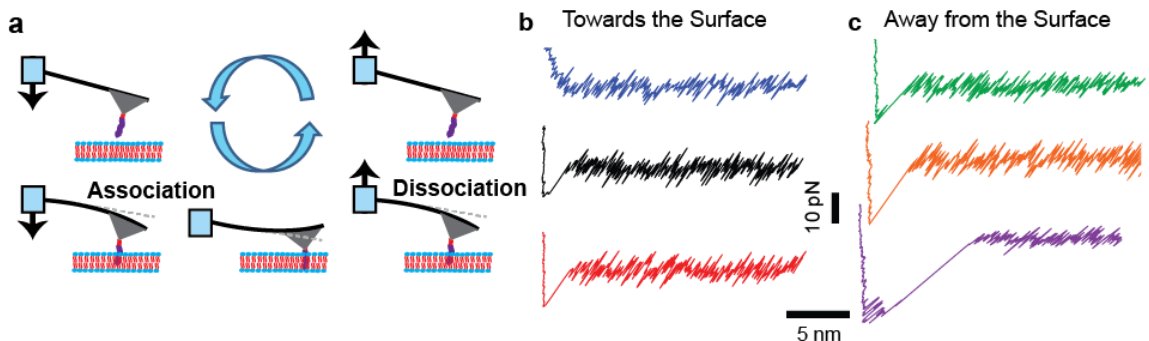 a
Association
Dissociation
b
Towards the Surface
10 pN
5 nm
c
Away from the Surface